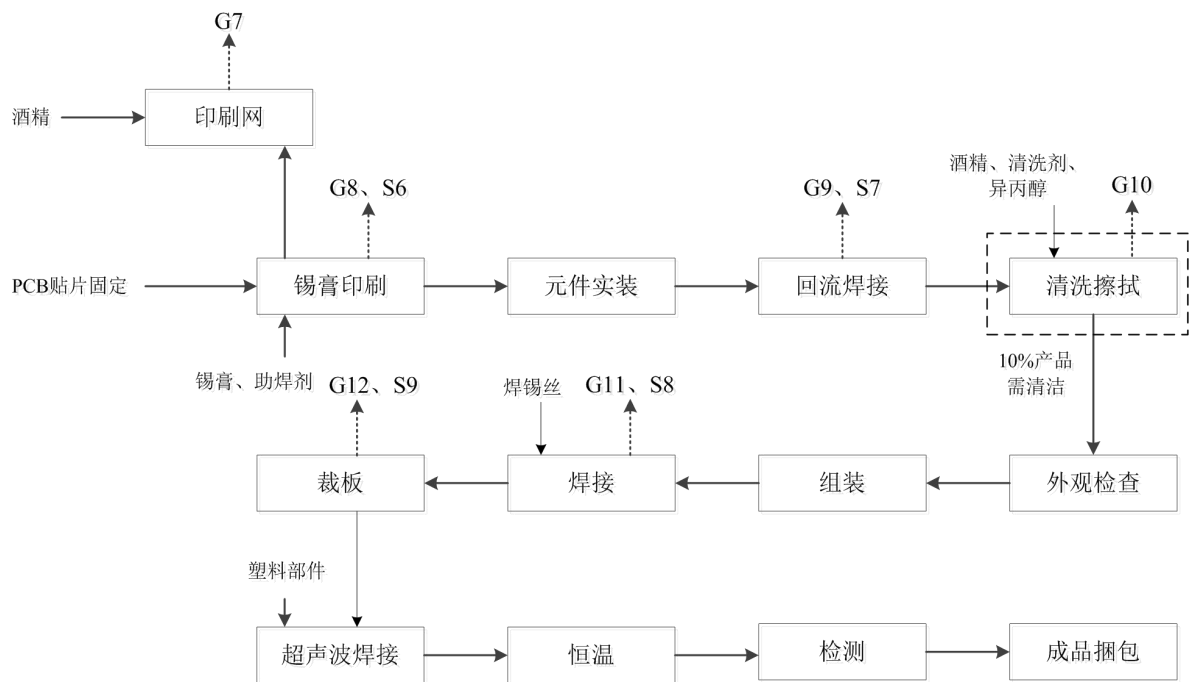 G7
酒精
印刷网
G8、S6
G9、S7
酒精、清洗剂、
异丙醇
G10
PCB贴片固定
锡膏印刷
元件实装
回流焊接
清洗擦拭
锡膏、助焊剂
10%产品
需清洁
G12、S9
焊锡丝
G11、S8
裁板
焊接
组装
外观检查
塑料部件
超声波焊接
恒温
检测
成品捆包